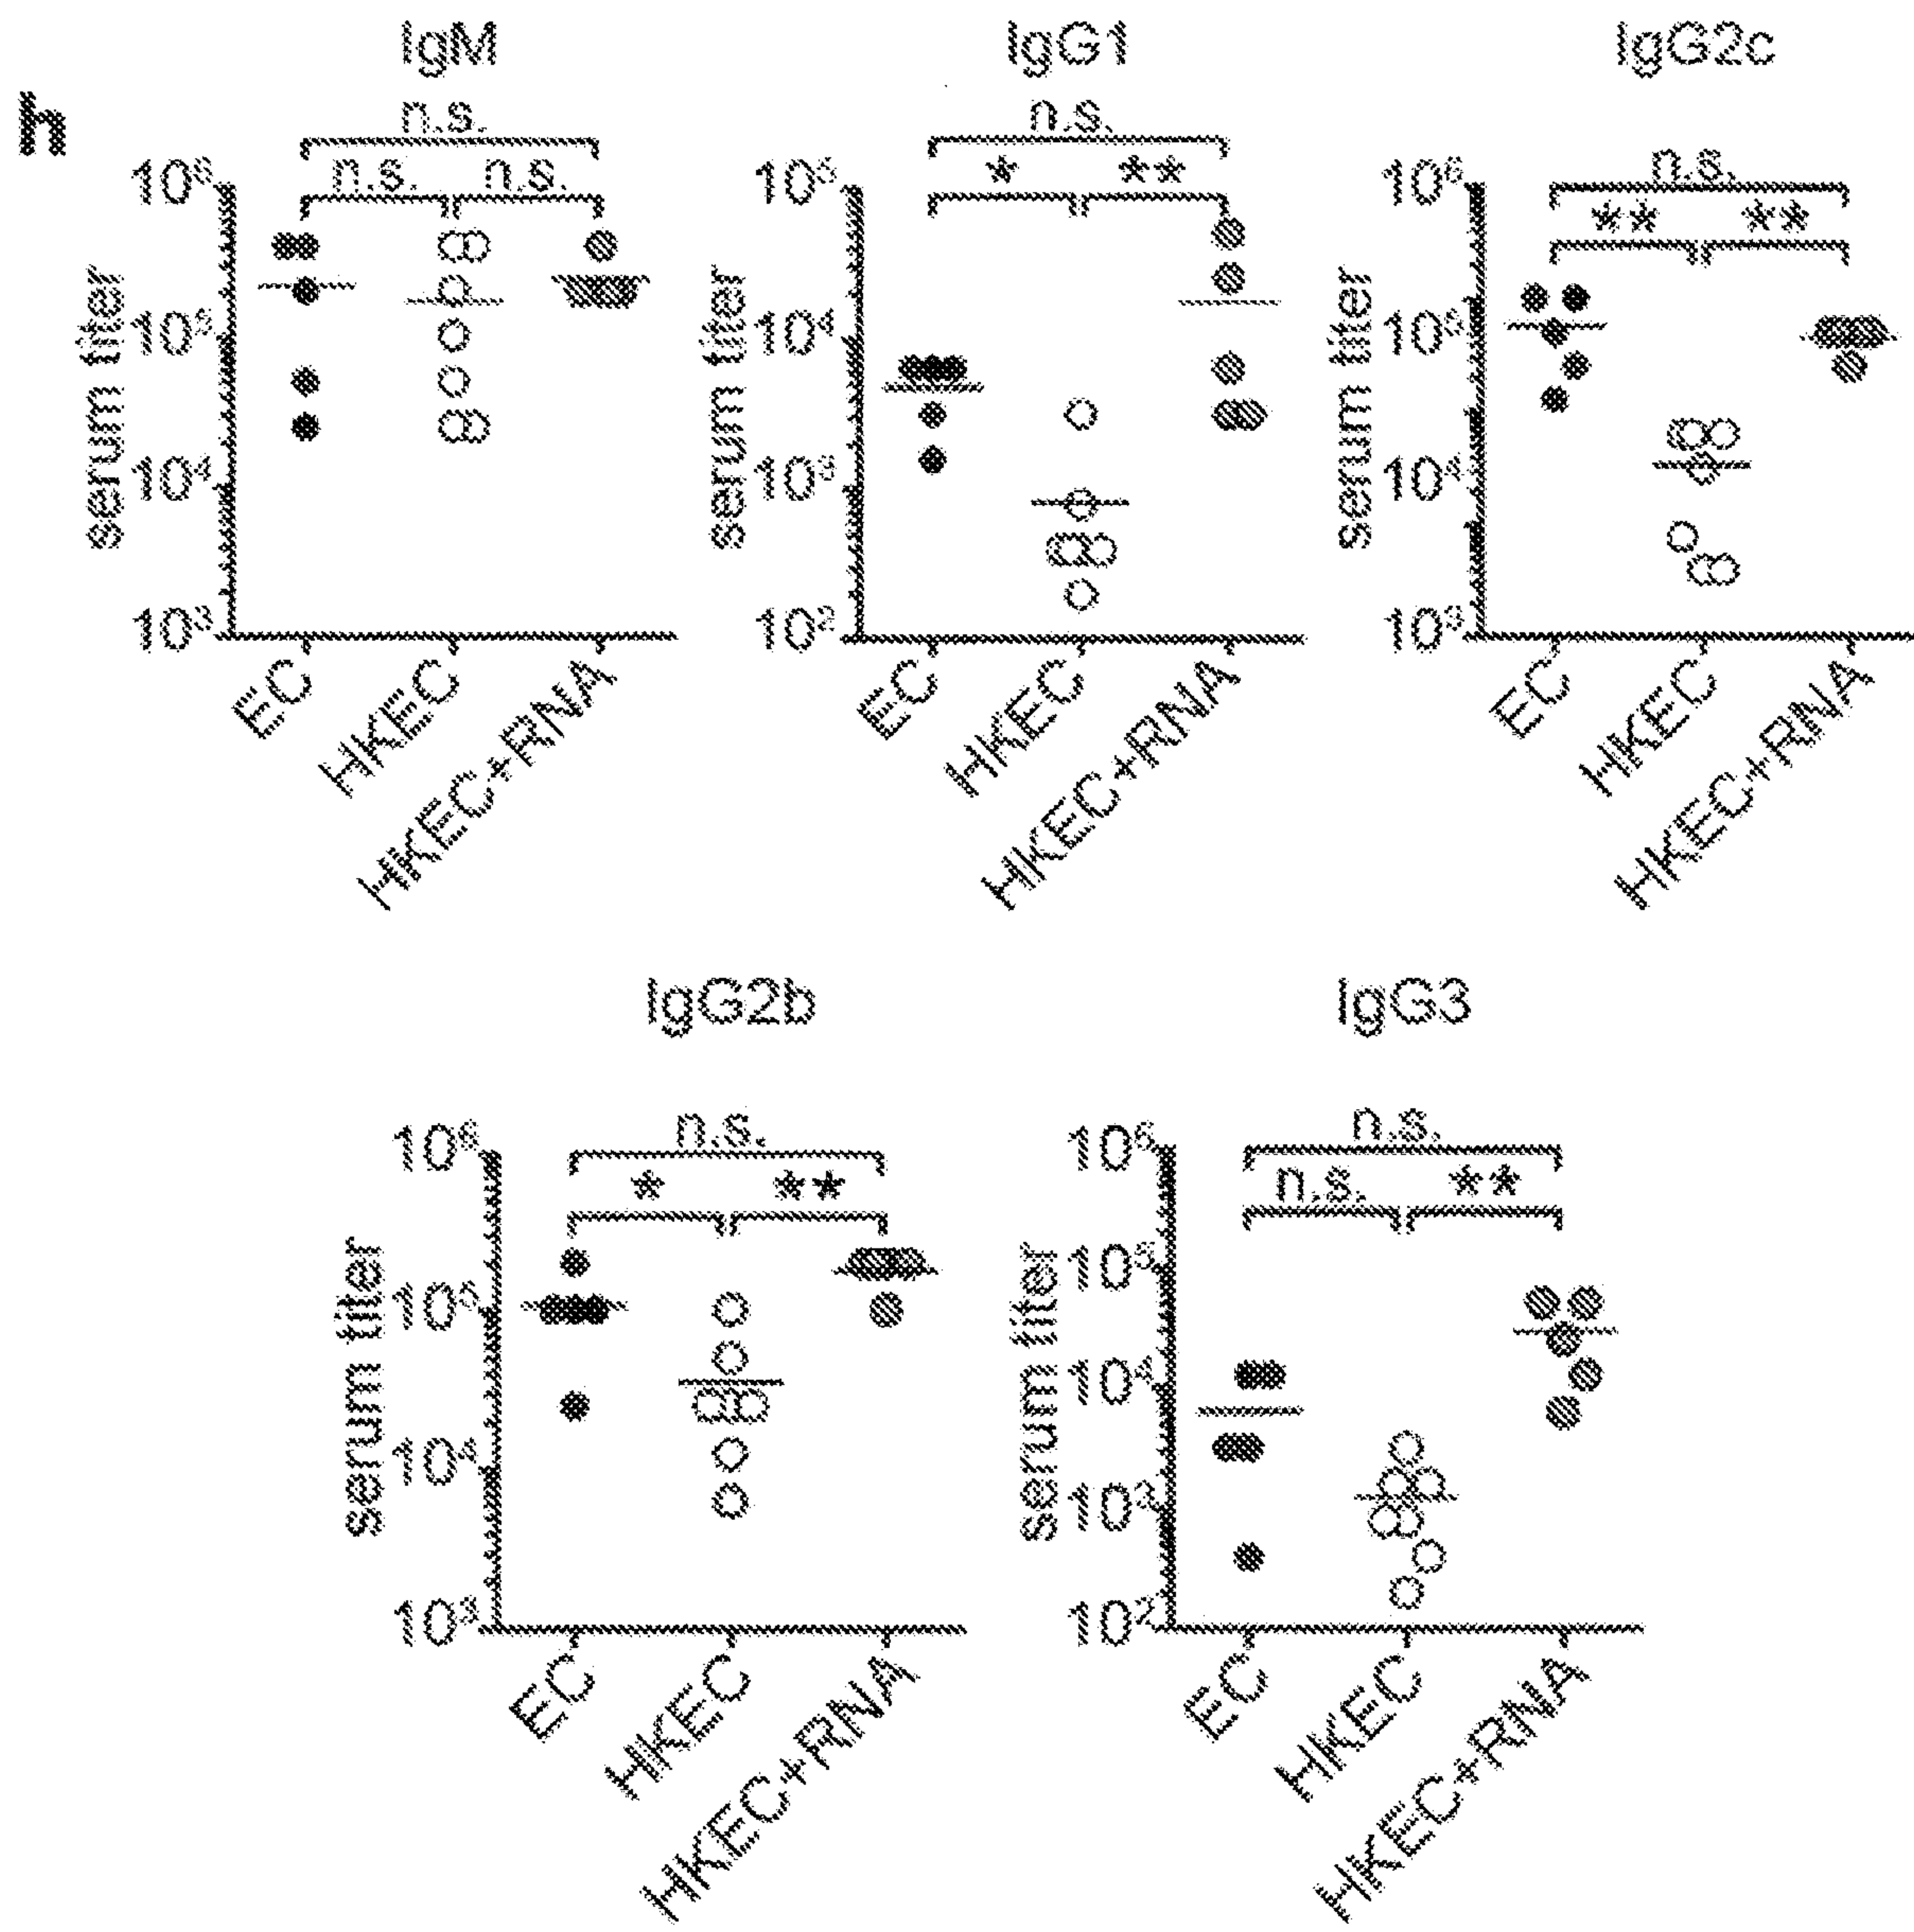 h
IgM
n.s.
n.s. n.s.
serum titer
10⁶
10⁵
10⁴
10³
EC
HKEC
HKEC+RNA
IgG1
n.s.
* **
serum titer
10⁵
10⁴
10³
10²
EC
HKEC
HKEC+RNA
IgG2c
n.s.
** **
serum titer
10⁶
10⁵
10⁴
10³
EC
HKEC
HKEC+RNA
IgG2b
n.s.
* **
serum titer
10⁶
10⁵
10⁴
10³
EC
HKEC
HKEC+RNA
IgG3
n.s.
n.s. **
serum titer
10⁶
10⁵
10⁴
10³
10²
EC
HKEC
HKEC+RNA